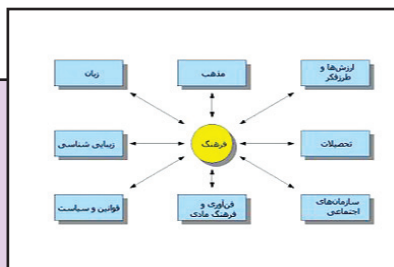 ارزش‌ها و
طرزفکر
مذهب
زبان
تحصیلات
فرهنگ
زیبایی شناسی
سازمان‌های
اجتماعی
فن‌آوری و
فرهنگ مادی
قوانین و سیاست